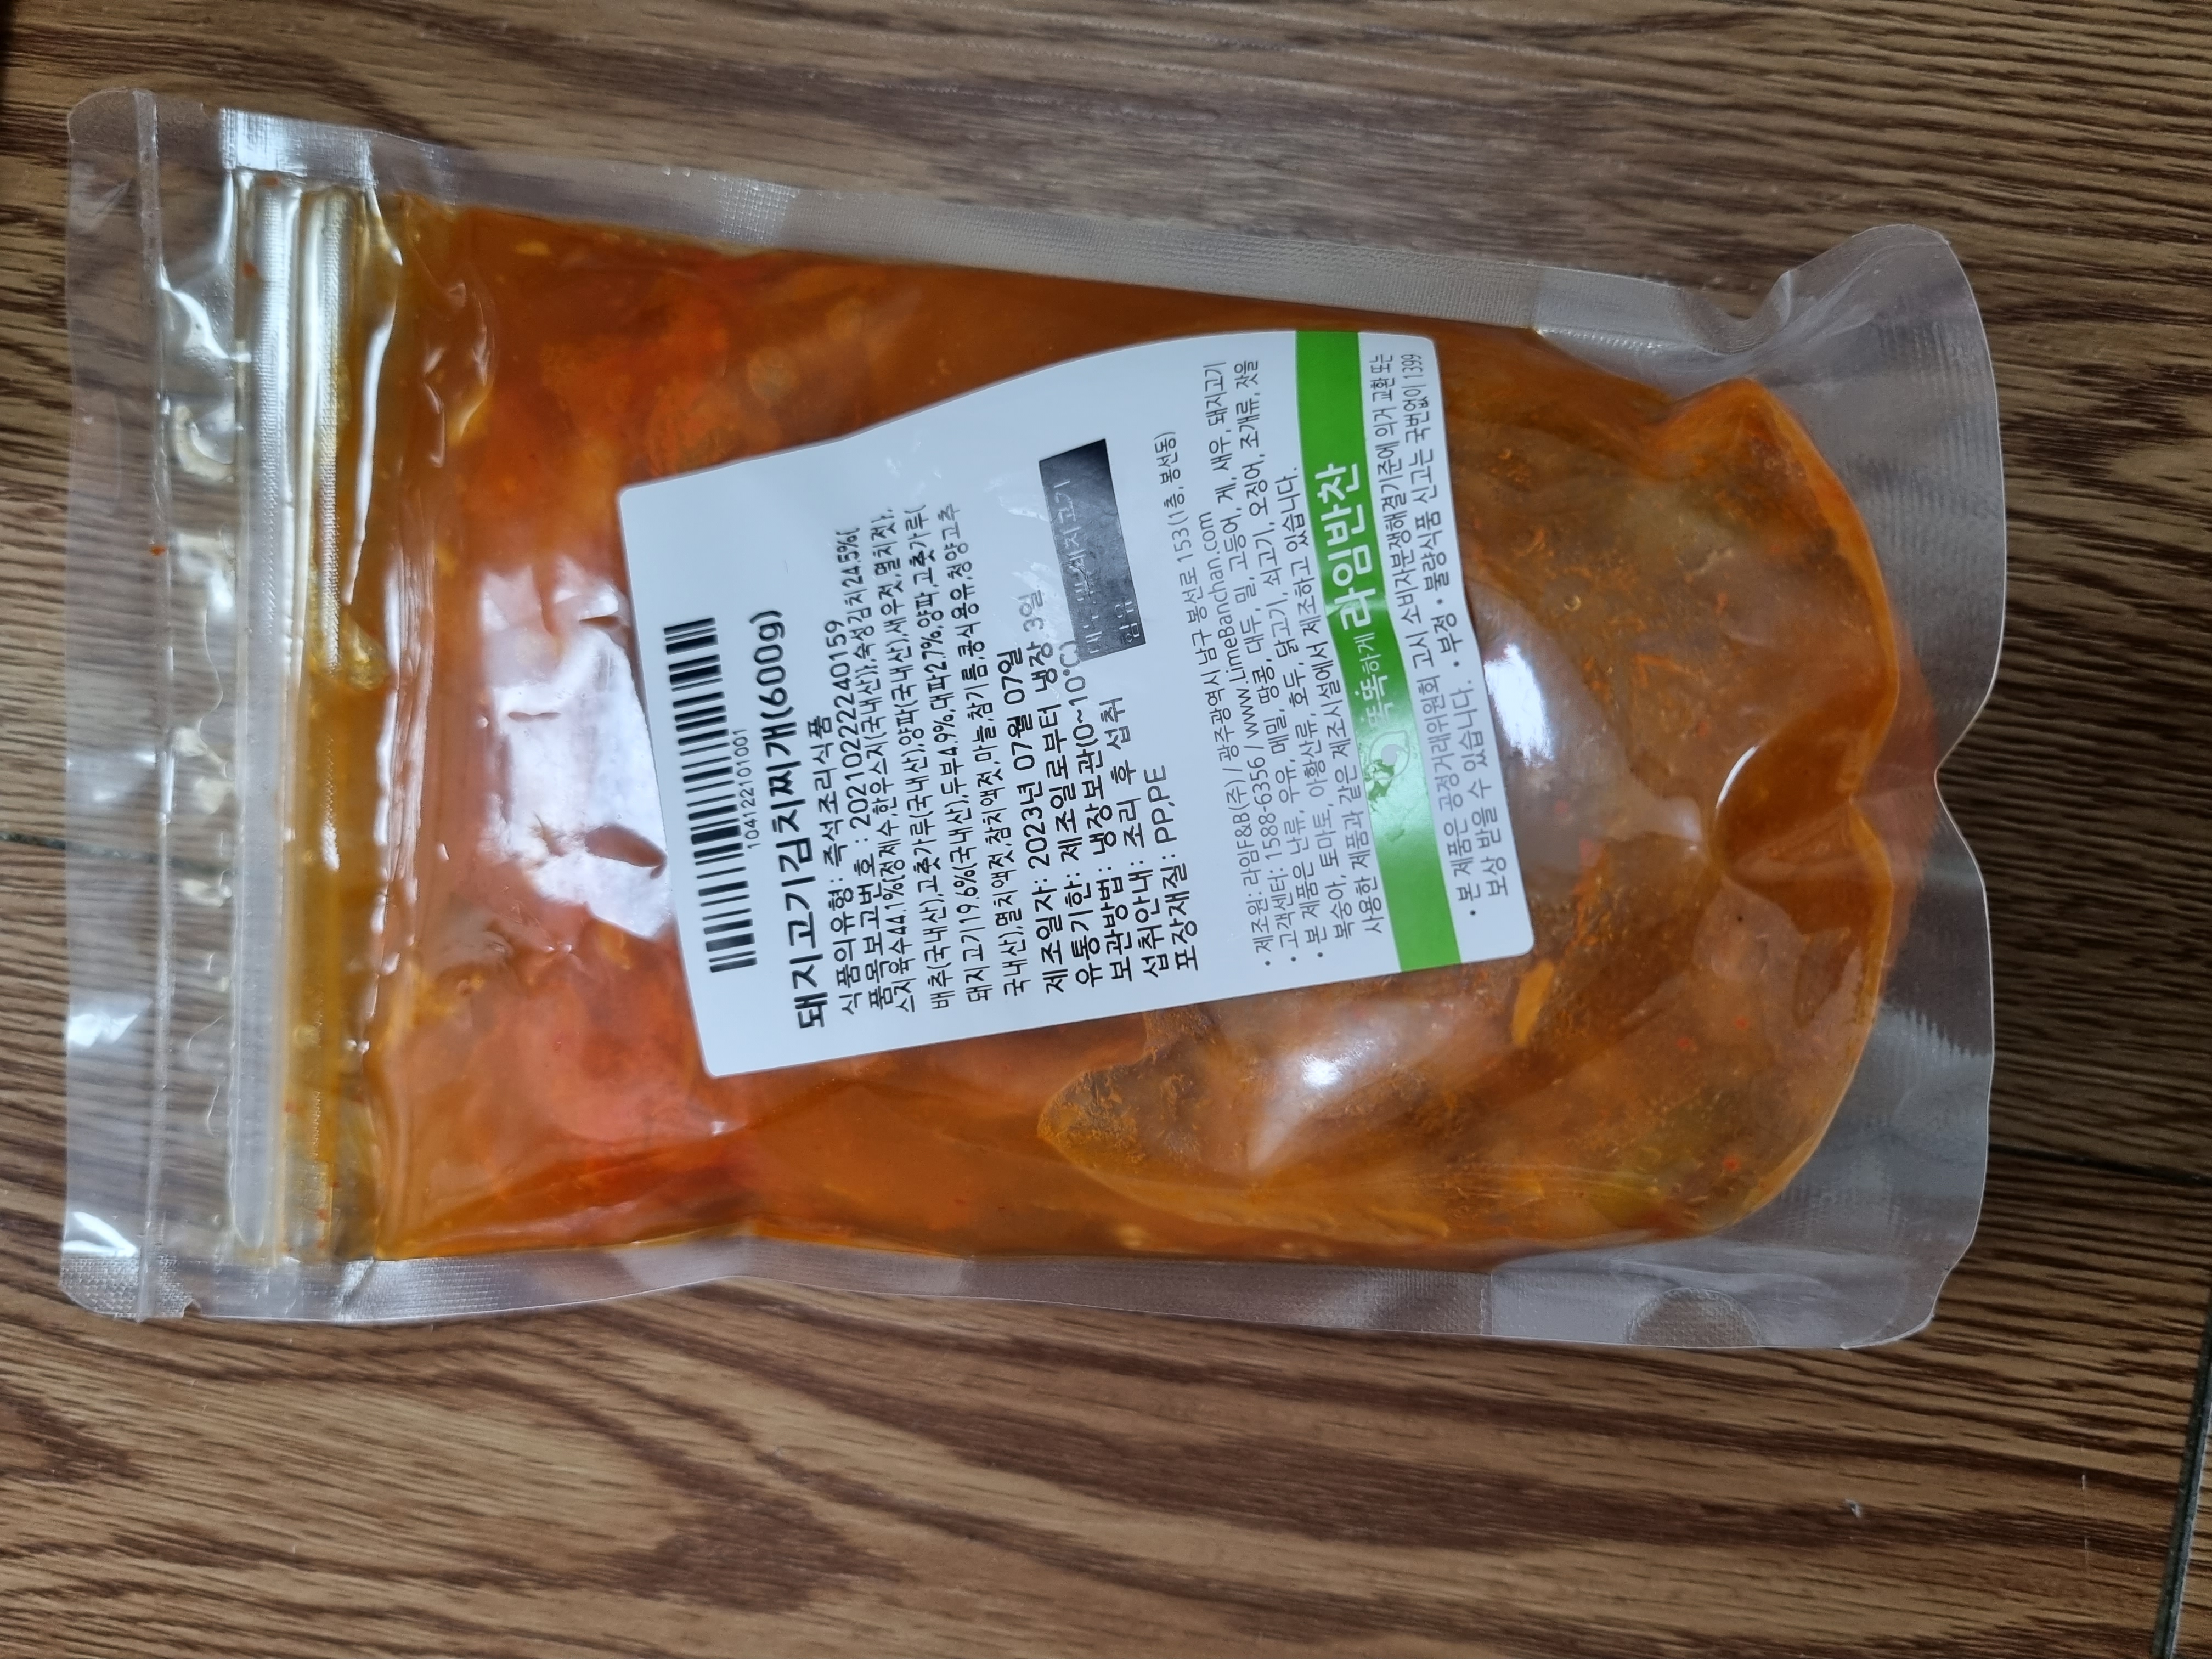 104122101001
돼지고기김치찌개(600g)
식품의유형: 즉석조리식품
품목보고번호: 20210222240159
스지육수44.1%(정제수,한우스지(국내산)),숙성김치24.5%(
배추(국내산),고춧가루(국내산),양파(국내산),새우젓,멸치젓),
돼지고기19.6%(국내산),두부4.9%,대파2.7%,양파,고춧가루(
국내산),멸치액젓,참치액젓,마늘,참기름,콩식용유,청양고추
제조일자: 2023년 07월 07일
유통기한: 제조일로부터 냉장 3일
보관방법: 냉장보관(0~10℃)
섭취안내: 조리 후 섭취
포장재질: PP,PE
대두, 돼지고기
함유
· 제조원: 라임F&B(주) / 광주광역시 남구 봉선로 153(1층, 봉선동)
· 고객센터: 1588-6356 / www.LimeBanchan.com
· 본 제품은 난류, 우유, 메밀, 땅콩, 대두, 밀, 고등어, 게, 새우, 돼지고기
복숭아, 토마토, 아황산류, 호두, 닭고기, 쇠고기, 오징어, 조개류, 잣을
사용한 제품과 같은 제조시설에서 제조하고 있습니다.
똑똑하게 라임반찬
· 본 제품은 공정거래위원회 고시 소비자분쟁해결기준에 의거 교환 또는
보상 받을 수 있습니다. · 부정 · 불량식품 신고는 국번없이 1399